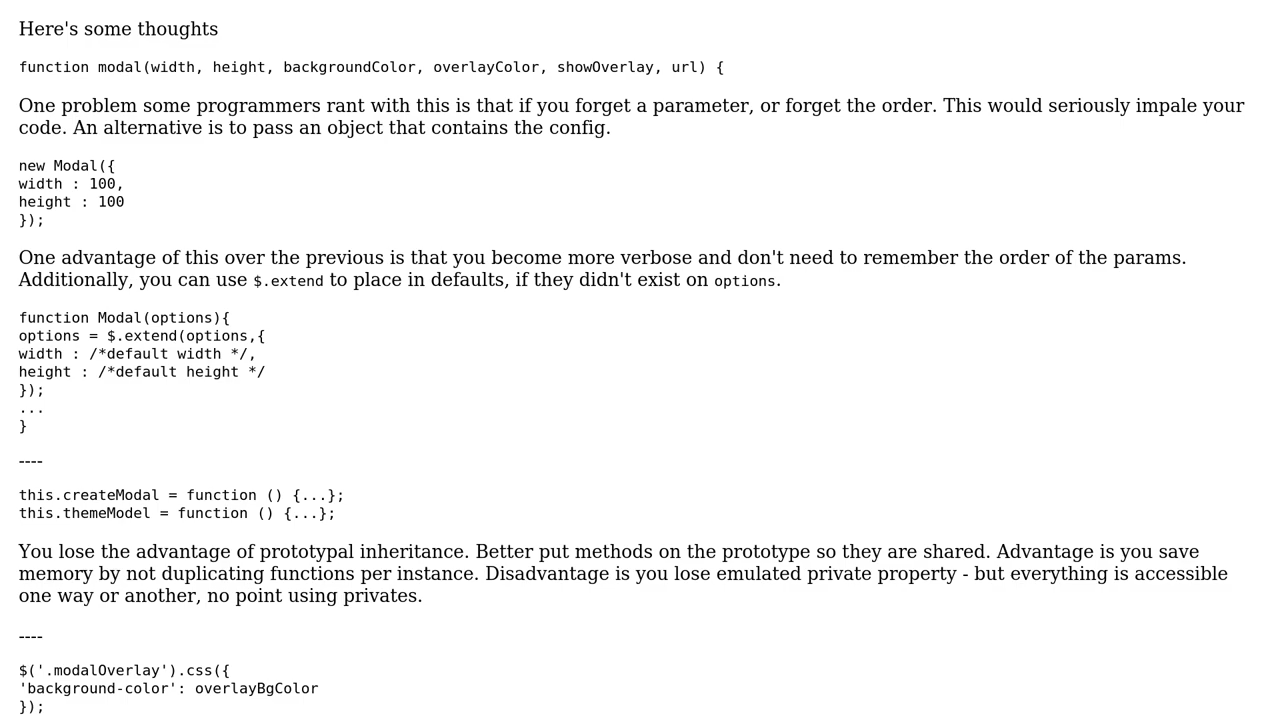 Here's some thoughts
function modal(width, height, backgroundColor, overlayColor, showOverlay, url) {
One problem some programmers rant with this is that if you forget a parameter, or forget the order. This would seriously impale your
code. An alternative is to pass an object that contains the config.
new Modal({
width : 100,
height : 100
});
One advantage of this over the previous is that you become more verbose and don't need to remember the order of the params.
Additionally, you can use $.extend to place in defaults, if they didn't exist on options.
function Modal(options){
options = $.extend(options,{
width : /*default width */,
height : /*default height */
});
...
}
----
this.createModal = function () {...};
this.themeModel = function () {...};
You lose the advantage of prototypal inheritance. Better put methods on the prototype so they are shared. Advantage is you save
memory by not duplicating functions per instance. Disadvantage is you lose emulated private property - but everything is accessible
one way or another, no point using privates.
----
$('.modalOverlay').css({
'background-color': overlayBgColor
});